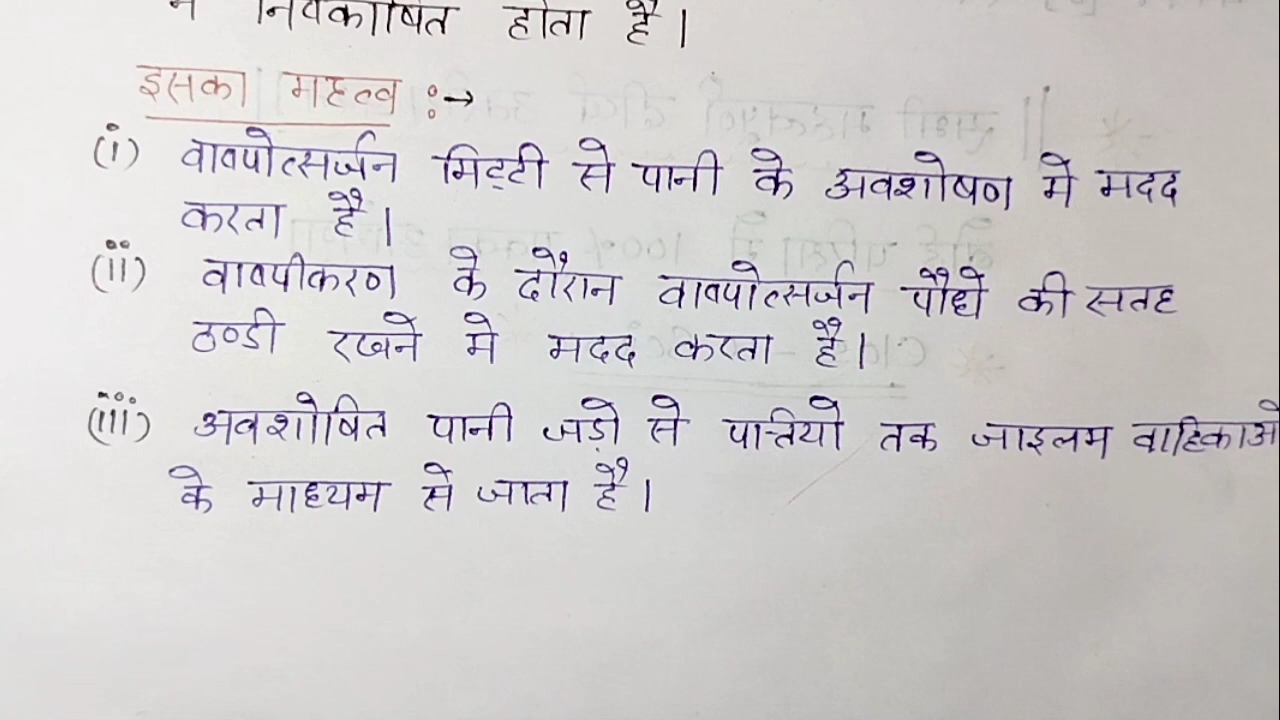 में निष्काषित होता है।
इसका महत्व :→
(i) वाष्पोत्सर्जन मिट्टी से पानी के अवशोषण मे मदद
करता है।
(ii) वाष्पीकरण के दौरान वाष्पोत्सर्जन पौधे की सतह
ठण्डी रखने मे मदद करता है।
(iii) अवशोषित पानी जड़ो से पत्तियो तक जाइलम वाहिकाओ
के माध्यम से जाता है।